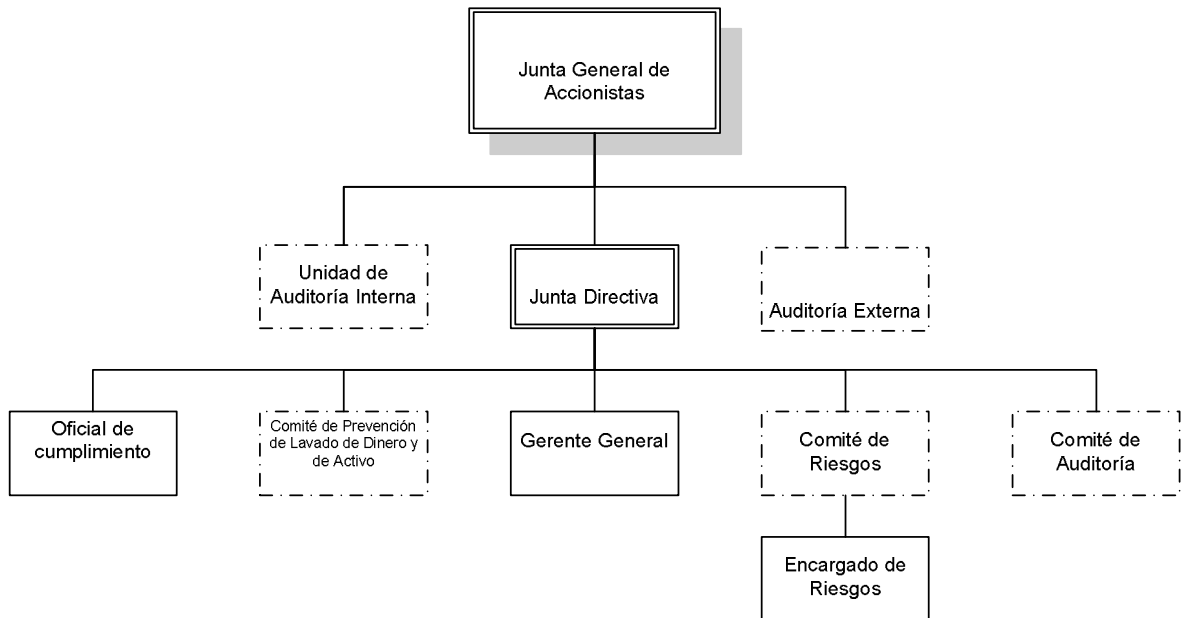 Junta General de
Accionistas
Unidad de
Auditoría Interna
Junta Directiva
Auditoría Externa
Oficial de
cumplimiento
Comité de Prevención
de Lavado de Dinero y
de Activo
Gerente General
Comité de
Riesgos
Comité de
Auditoría
Encargado de
Riesgos